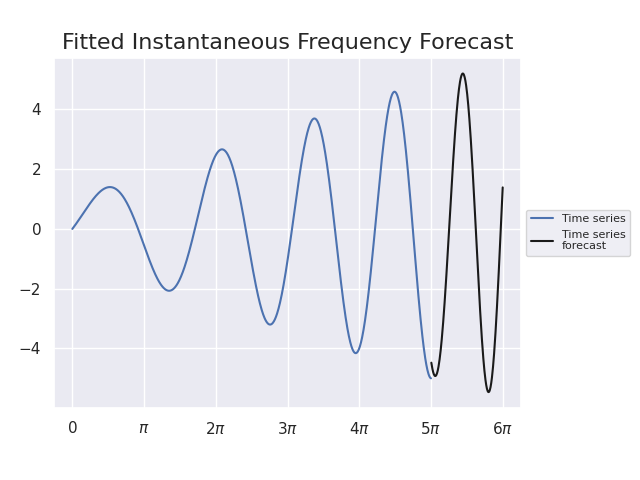 Fitted Instantaneous Frequency Forecast
4
2
0
−2
−4
0
π
2π
3π
4π
5π
6π
Time series
Time series
forecast